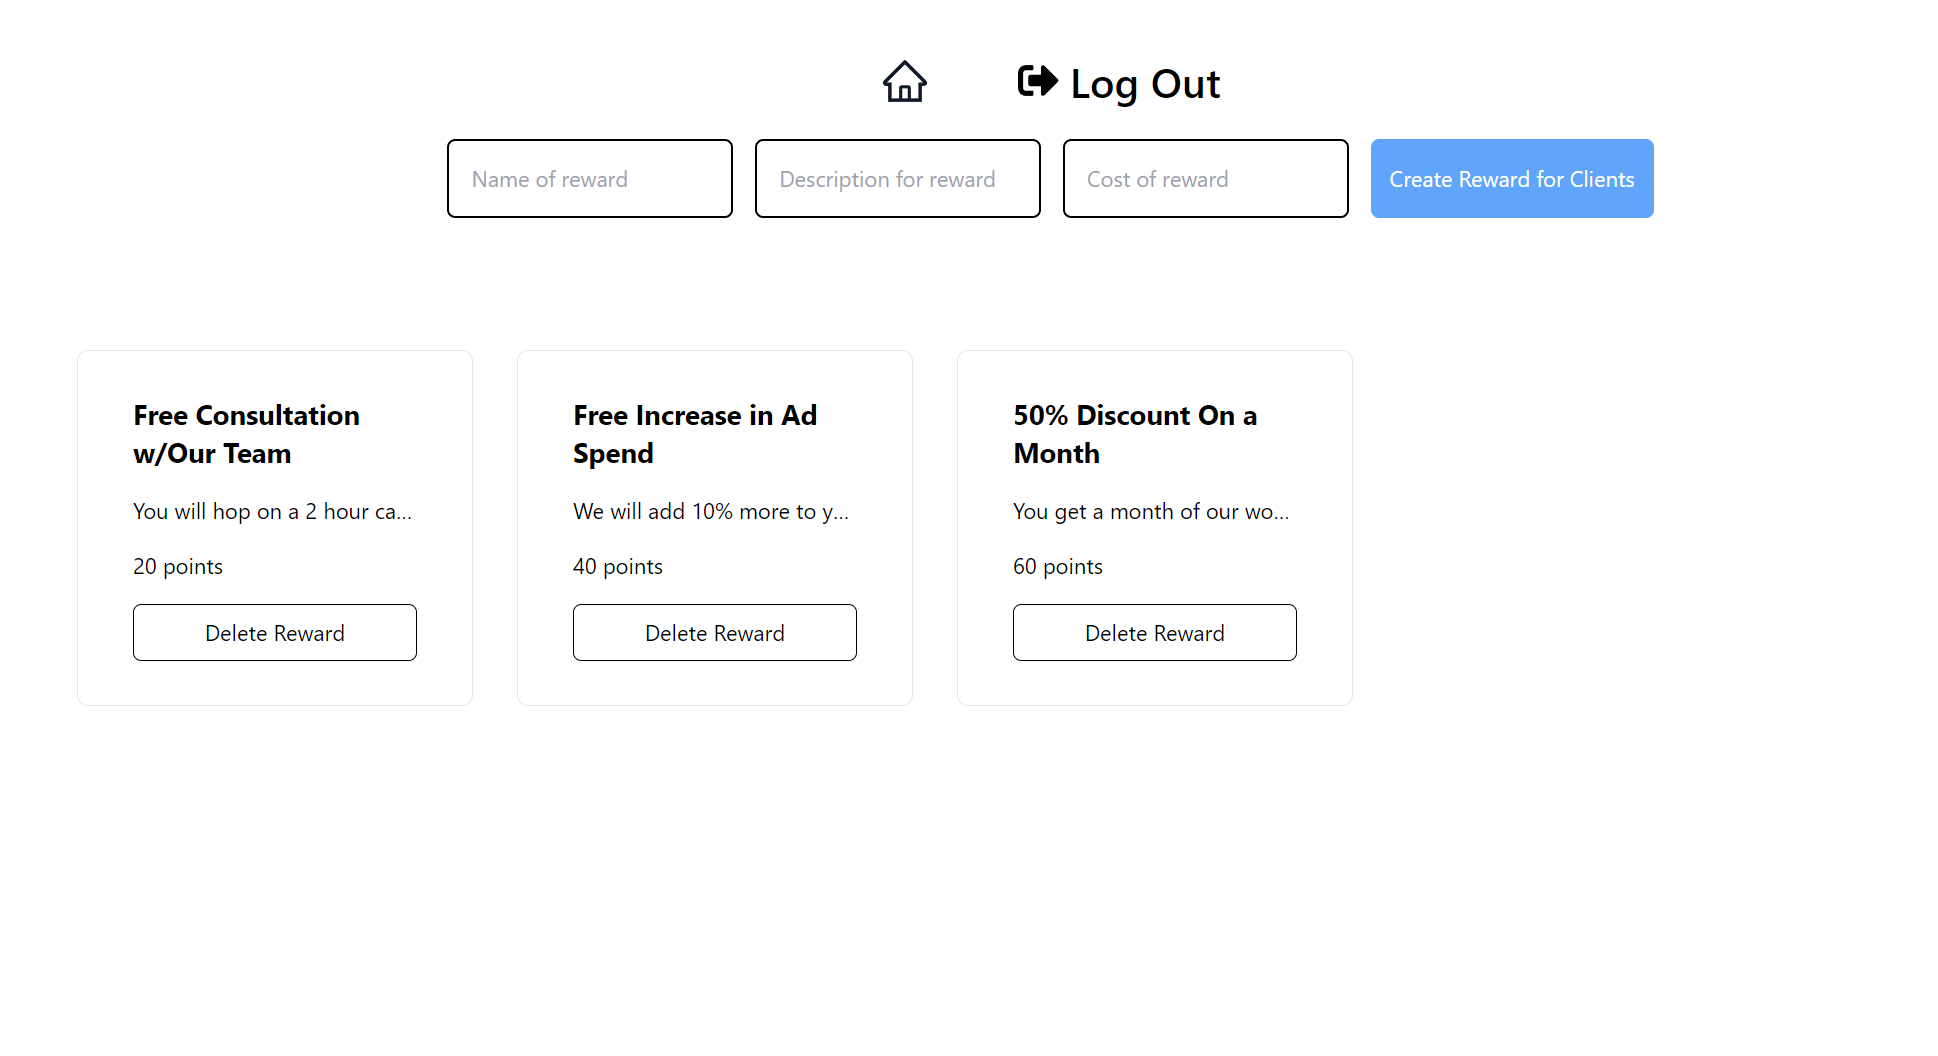 Log Out
Name of reward
Description for reward
Cost of reward
Create Reward for Clients
Free Consultation
w/Our Team
You will hop on a 2 hour ca...
20 points
Delete Reward
Free Increase in Ad
Spend
We will add 10% more to y...
40 points
Delete Reward
50% Discount On a
Month
You get a month of our wo...
60 points
Delete Reward